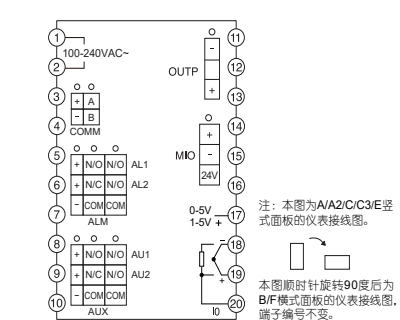 1
11
100-240VAC~
-
2
OUTP
12
3
+ A
+
13
4
- B
COMM
14
+
5
+ N/O N/O AL1
MIO
-
15
6
+ N/C N/O AL2
24V
16
- COM COM
7
ALM
0-5V
1-5V +
17
8
- 18
+ N/O N/O AU1
9
+ N/C N/O AU2
+ 19
- COM COM
10
AUX
I0
20
注：本图为A/A2/C/C3/E竖
式面板的仪表接线图。
本图顺时针旋转90度后为
B/F横式面板的仪表接线图，
端子编号不变。